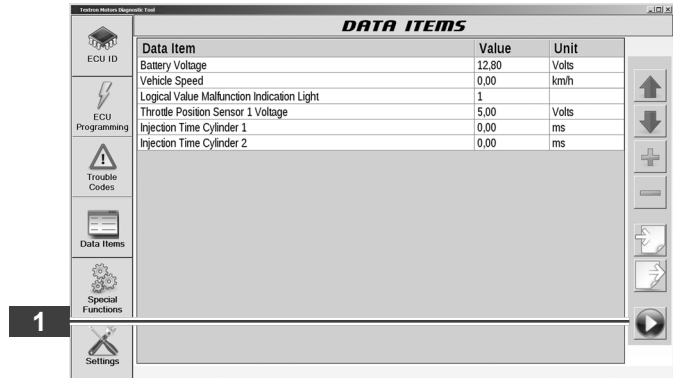 Textron Motors Diagnostic Tool
DATA ITEMS
ECU ID
ECU
Programming
Trouble
Codes
Data Items
Special
Functions
Settings
Data Item Value Unit
Battery Voltage 12,80 Volts
Vehicle Speed 0,00 km/h
Logical Value Malfunction Indication Light 1
Throttle Position Sensor 1 Voltage 5,00 Volts
Injection Time Cylinder 1 0,00 ms
Injection Time Cylinder 2 0,00 ms
1